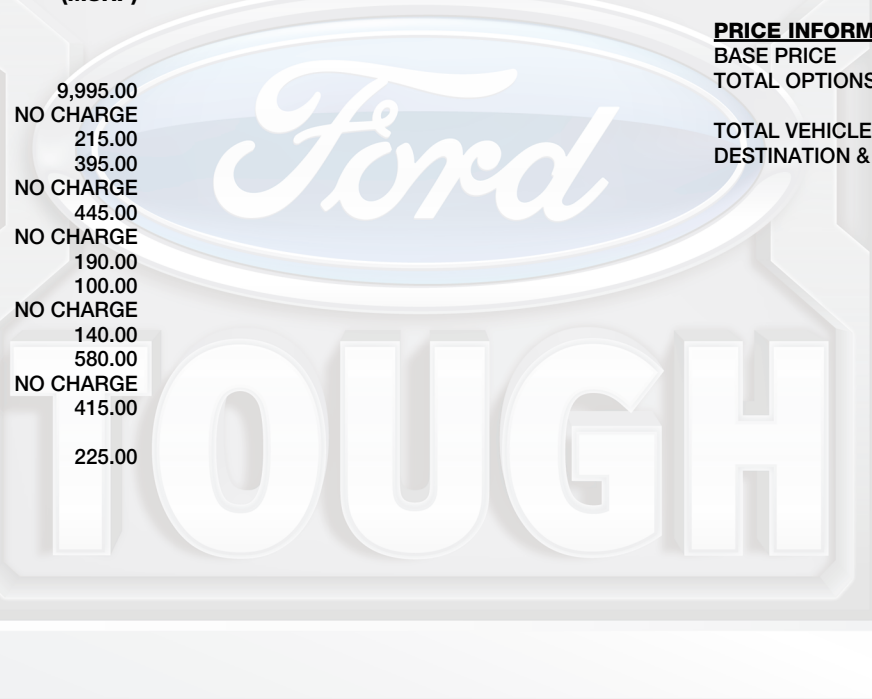 PRICE INFORM
BASE PRICE
TOTAL OPTIONS
TOTAL VEHICLE
DESTINATION &
9,995.00
NO CHARGE
215.00
395.00
NO CHARGE
445.00
NO CHARGE
190.00
100.00
NO CHARGE
140.00
580.00
NO CHARGE
415.00
225.00
Ford
TOUGH